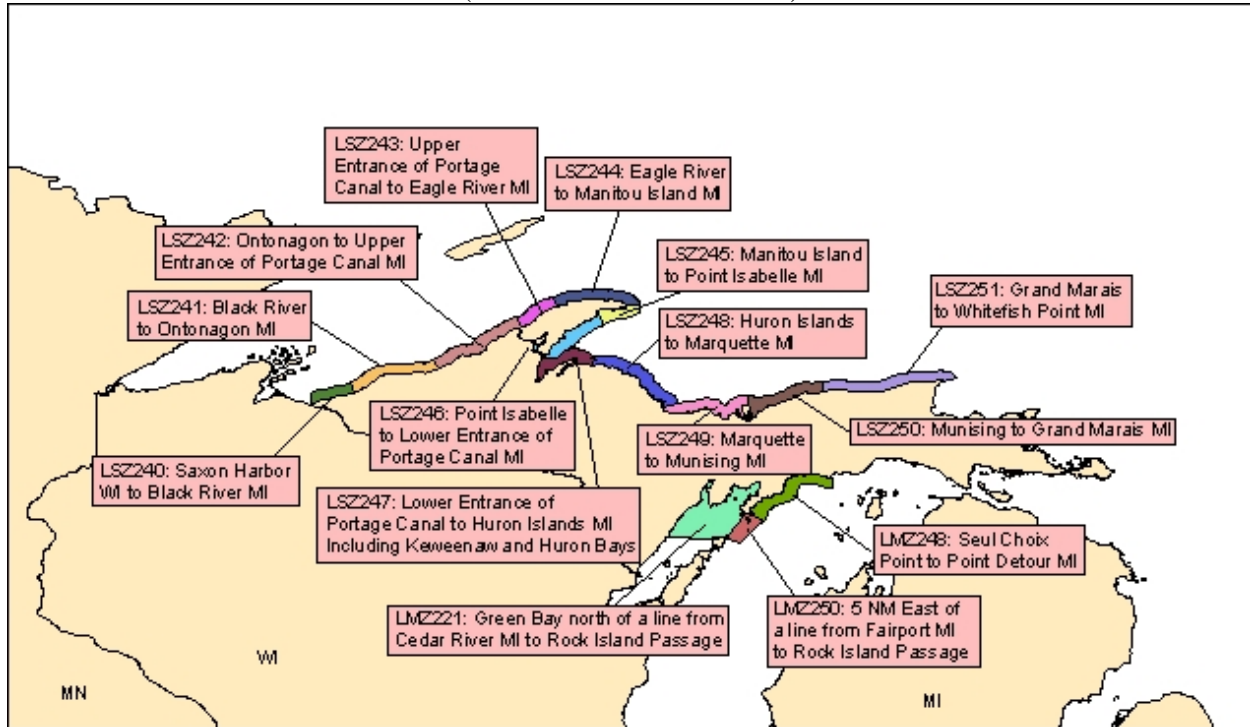 LSZ243: Upper
Entrance of Portage
Canal to Eagle River MI
LSZ244: Eagle River
to Manitou Island MI
LSZ242: Ontonagon to Upper
Entrance of Portage Canal MI
LSZ245: Manitou Island
to Point Isabelle MI
LSZ241: Black River
to Ontonagon MI
LSZ248: Huron Islands
to Marquette MI
LSZ251: Grand Marais
to Whitefish Point MI
LSZ246: Point Isabelle
to Lower Entrance of
Portage Canal MI
LSZ249: Marquette
to Munising MI
LSZ250: Munising to Grand Marais MI
LSZ240: Saxon Harbor
WI to Black River MI
LSZ247: Lower Entrance of
Portage Canal to Huron Islands MI
Including Keweenaw and Huron Bays
LMZ248: Seul Choix
Point to Point Detour MI
LMZ221: Green Bay north of a line from
Cedar River MI to Rock Island Passage
LMZ250: 5 NM East of
a line from Fairport MI
to Rock Island Passage
WI
MN
MI